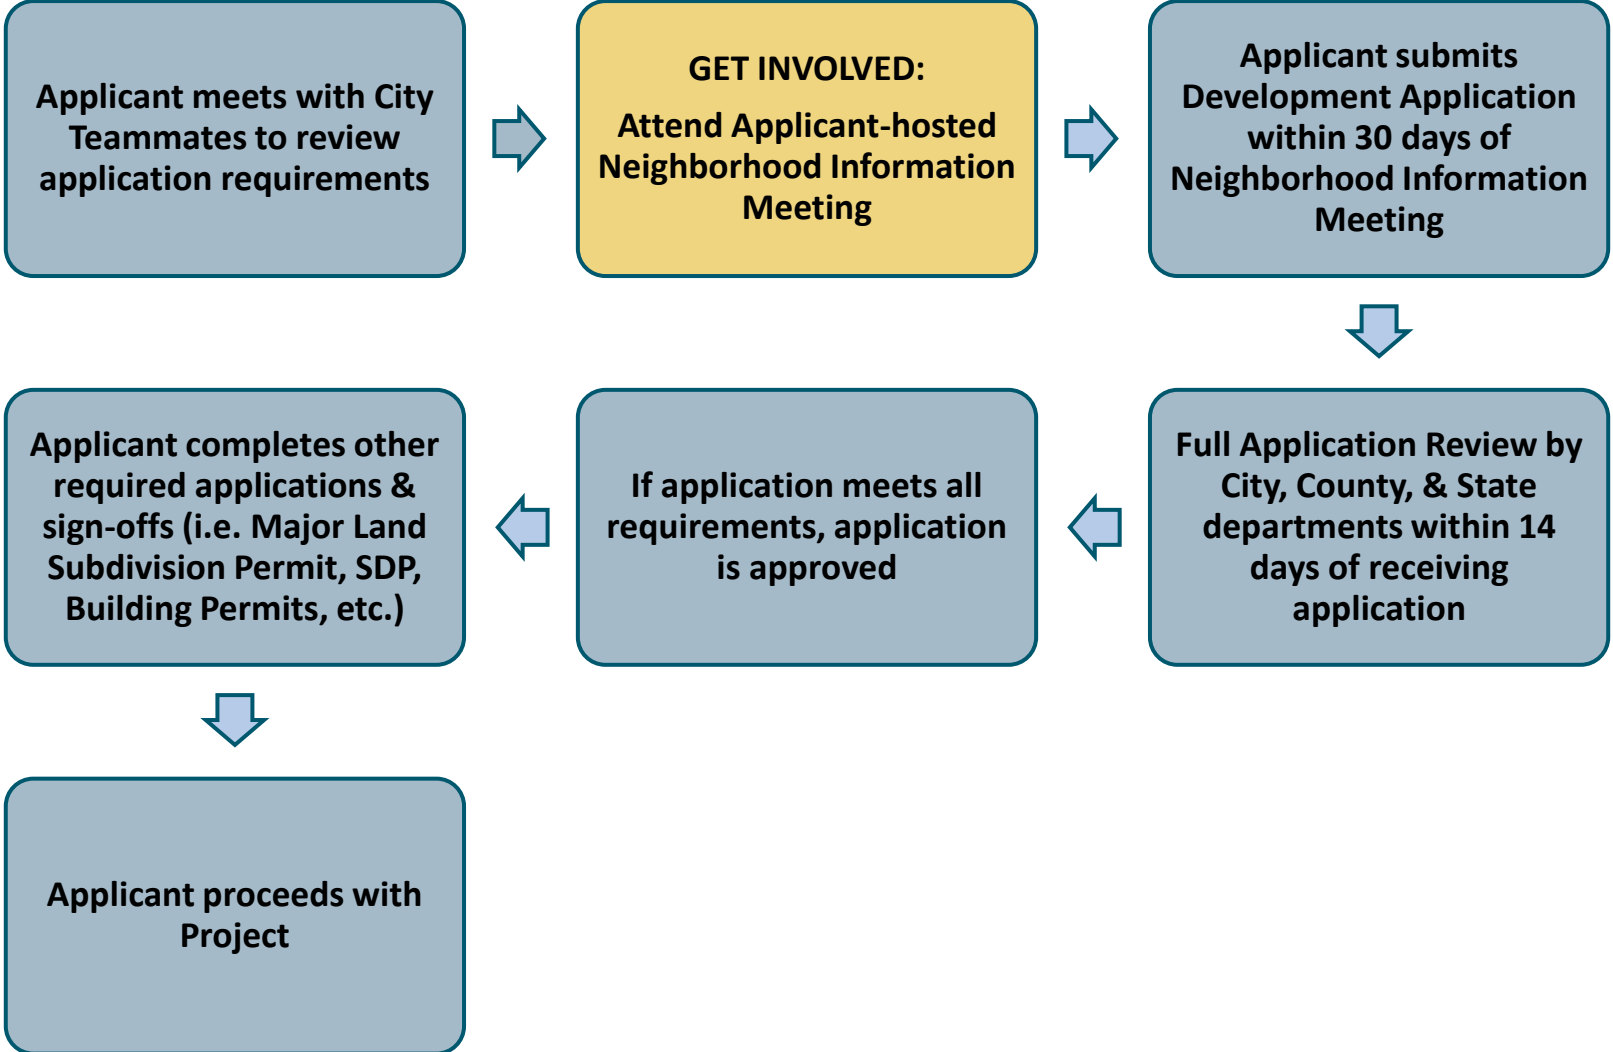 Applicant meets with City
Teammates to review
application requirements
GET INVOLVED:
Attend Applicant-hosted
Neighborhood Information
Meeting
Applicant submits
Development Application
within 30 days of
Neighborhood Information
Meeting
Full Application Review by
City, County, & State
departments within 14
days of receiving
application
If application meets all
requirements, application
is approved
Applicant completes other
required applications &
sign-offs (i.e. Major Land
Subdivision Permit, SDP,
Building Permits, etc.)
Applicant proceeds with
Project